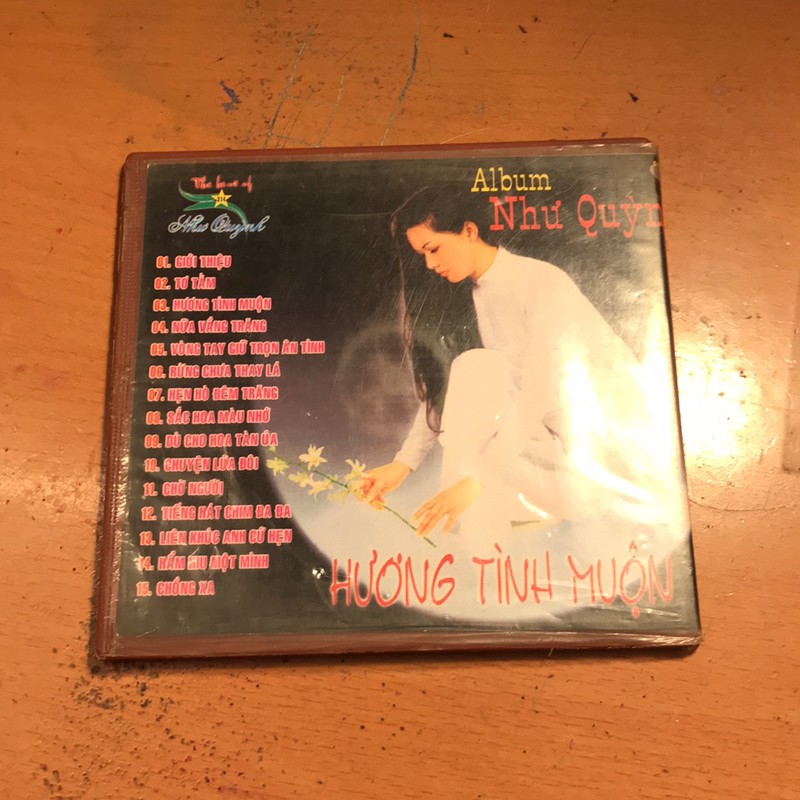 The best of
Như Quỳnh
Album
Như Quỳn
01. GIỚI THIỆU
02. TƠ TẰM
03. HƯƠNG TÌNH MUỘN
04. NỮA VẦNG TRĂNG
05. VÒNG TAY GIỮ TRỌN ÂN TÌNH
06. ĐỪNG CHƯA THAY LÁ
07. HẸN HÒ ĐÊM TRĂNG
08. SẮC HOA MÀU NHỚ
09. DÙ CHO HOA TÀN ÚA
10. CHUYỆN LỨA ĐÔI
11. CHỜ NGƯỜI
12. TIẾNG HÁT CHIM ĐA ĐA
13. LIÊN KHÚC ANH CỨ HẸN
14. HẨM HIU MỘT MÌNH
15. CHỒNG XA
HƯƠNG TÌNH MUỘN